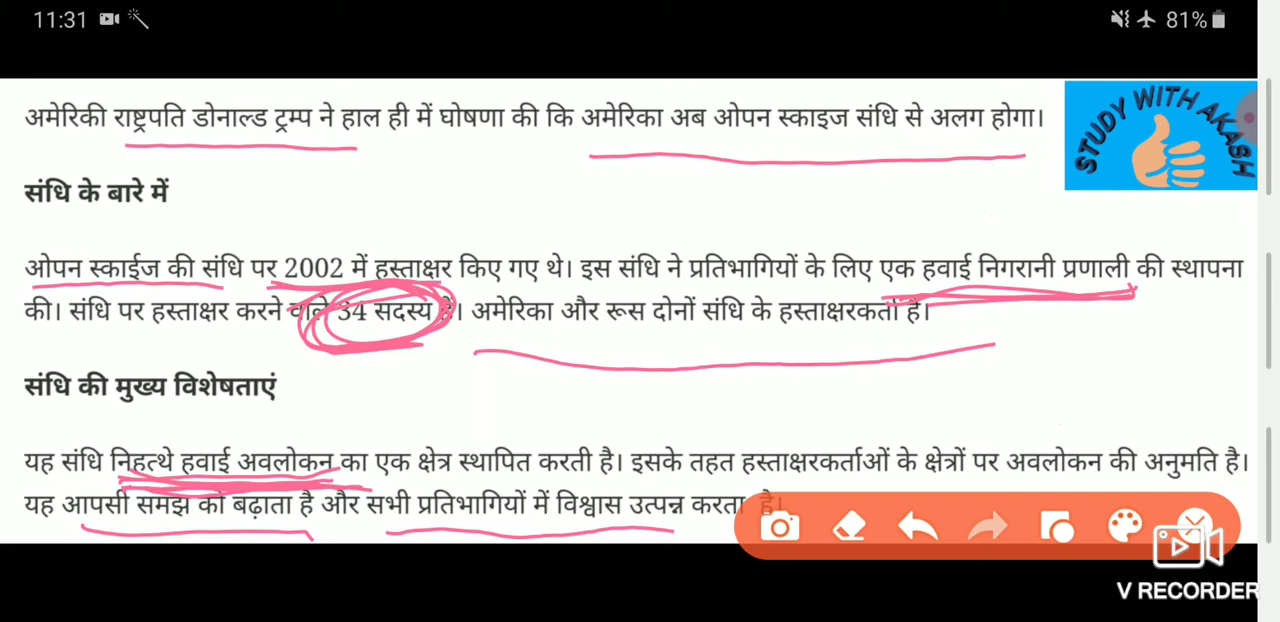 11:31 81%
अमेरिकी राष्ट्रपति डोनाल्ड ट्रम्प ने हाल ही में घोषणा की कि अमेरिका अब ओपन स्काइज संधि से अलग होगा।
STUDY WITH AKASH
संधि के बारे में
ओपन स्काईज की संधि पर 2002 में हस्ताक्षर किए गए थे। इस संधि ने प्रतिभागियों के लिए एक हवाई निगरानी प्रणाली की स्थापना
की। संधि पर हस्ताक्षर करने वाले 34 सदस्य हैं। अमेरिका और रूस दोनों संधि के हस्ताक्षरकर्ता है।
संधि की मुख्य विशेषताएं
यह संधि निहत्थे हवाई अवलोकन का एक क्षेत्र स्थापित करती है। इसके तहत हस्ताक्षरकर्ताओं के क्षेत्रों पर अवलोकन की अनुमति है।
यह आपसी समझ को बढ़ाता है और सभी प्रतिभागियों में विश्वास उत्पन्न करता है।
V RECORDER